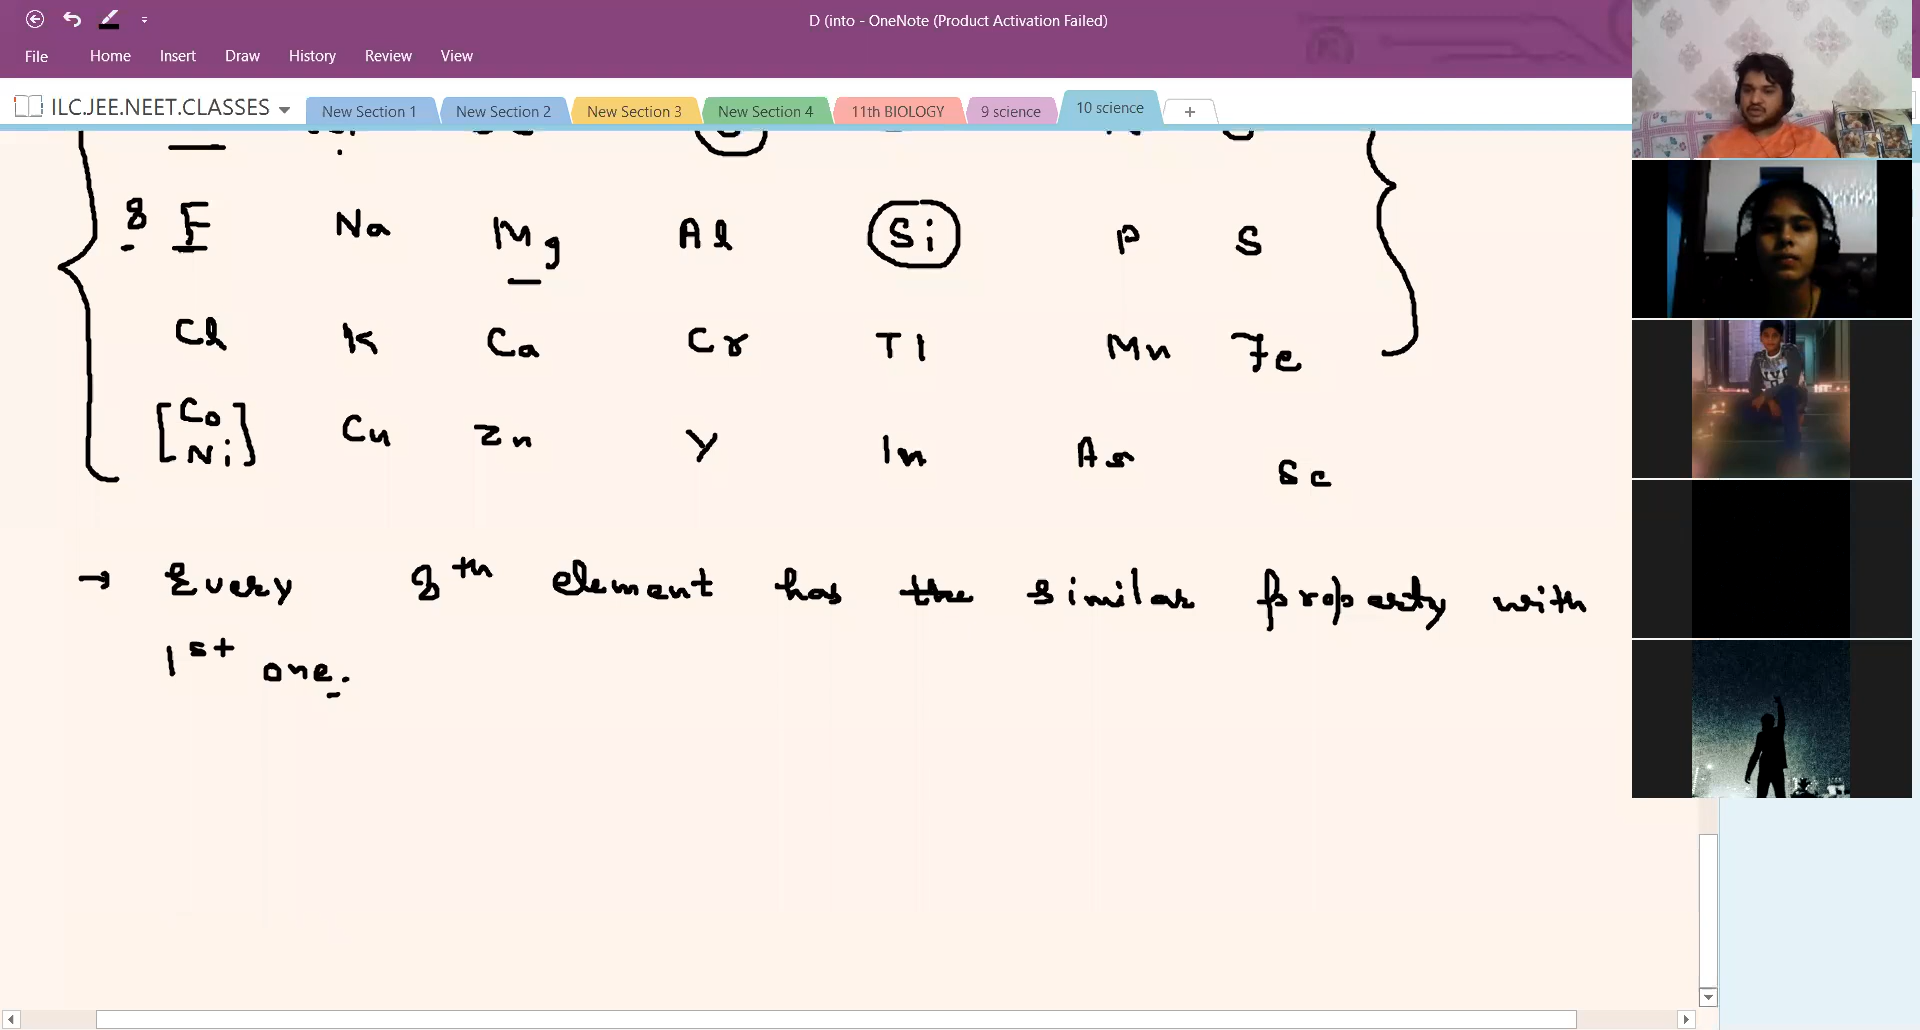 D (into - OneNote (Product Activation Failed)
File Home Insert Draw History Review View
ILC.JEE.NEET.CLASSES New Section 1 New Section 2 New Section 3 New Section 4 11th BIOLOGY 9 science 10 science +
8 F Na Mg Al Si P S
Cl K Ca Cr Tl Mn Fe
[Co Cu Zn Y In As Se
Ni]
→ Every 8th element has the similar property with
1st one.